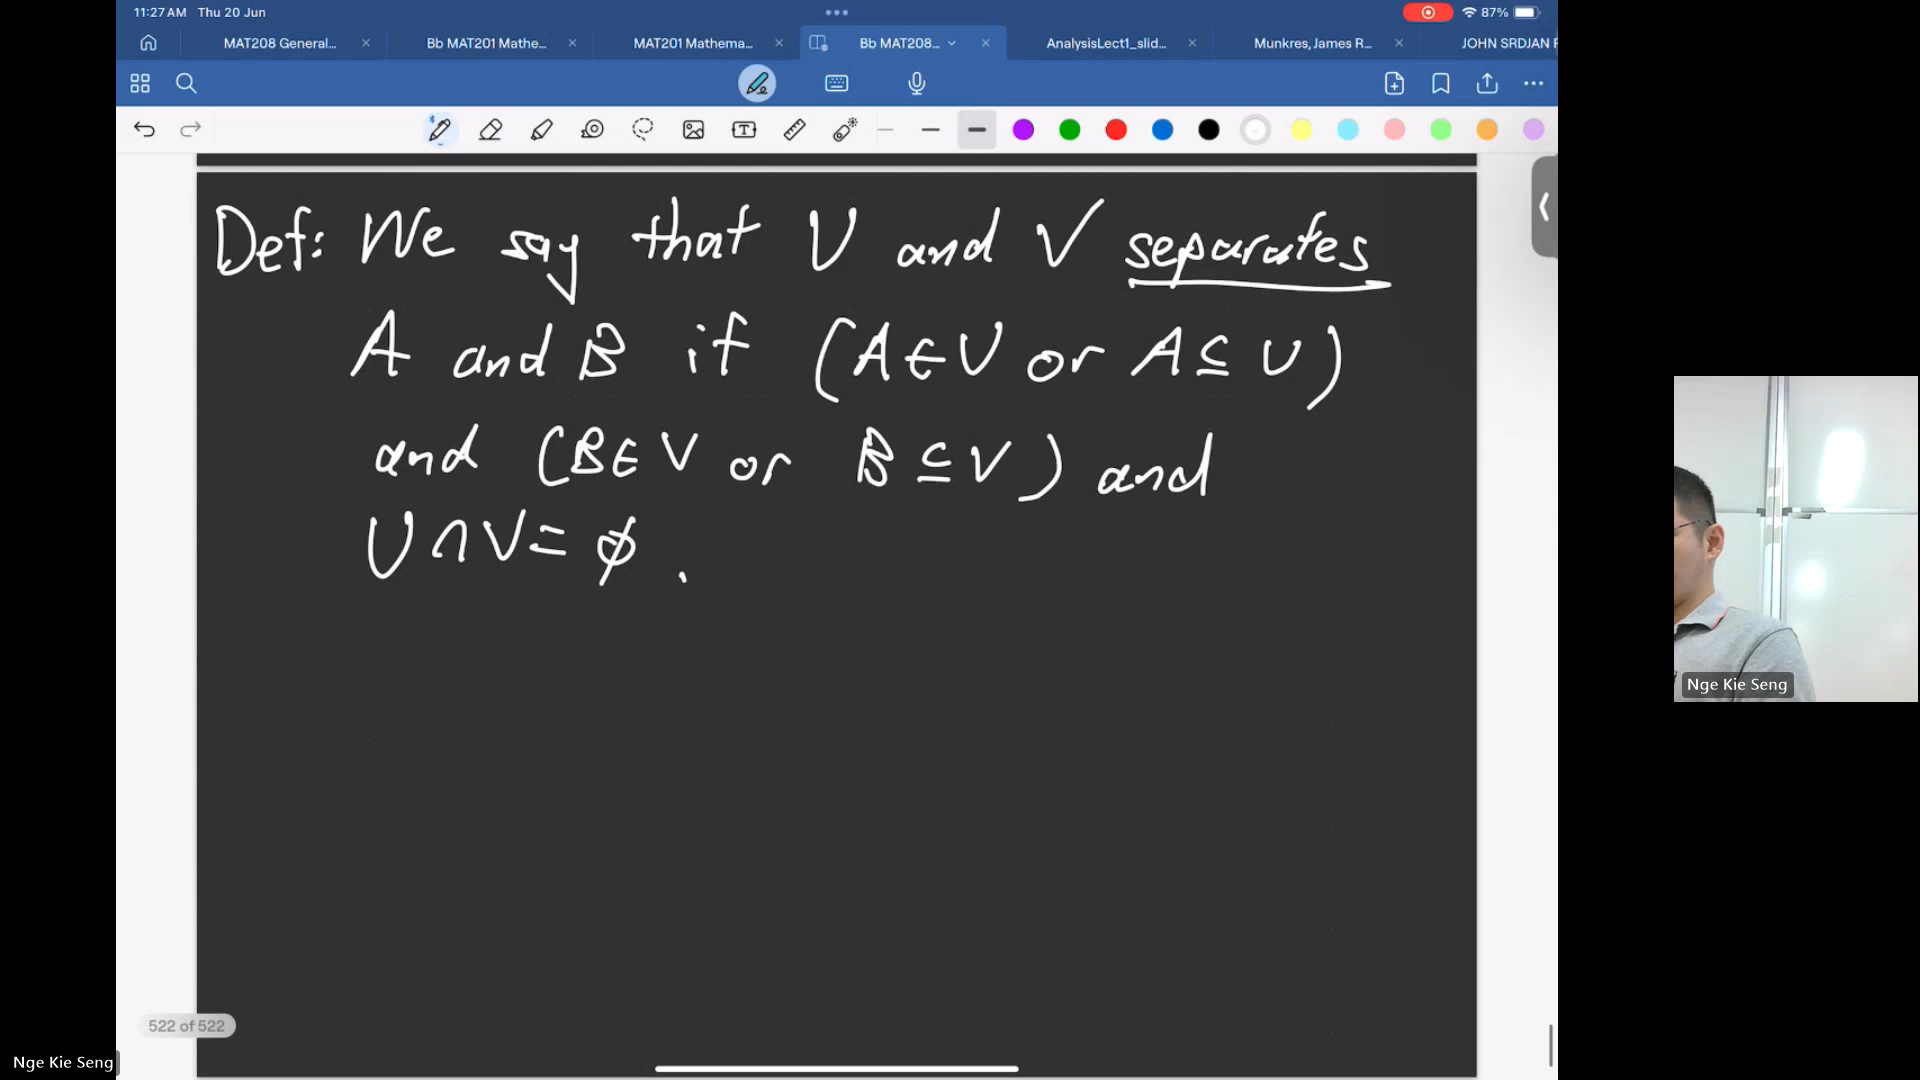 11:27 AM Thu 20 Jun
87%
MAT208 General...
Bb MAT201 Mathe...
MAT201 Mathema...
Bb MAT208...
AnalysisLect1_slid...
Munkres, James R...
JOHN SRDJAN P
Def: We say that U and V separates
A and B if (A ∈ U or A ⊆ U)
and (B ∈ V or B ⊆ V) and
U ∩ V = ∅ .
522 of 522
Nge Kie Seng
Nge Kie Seng